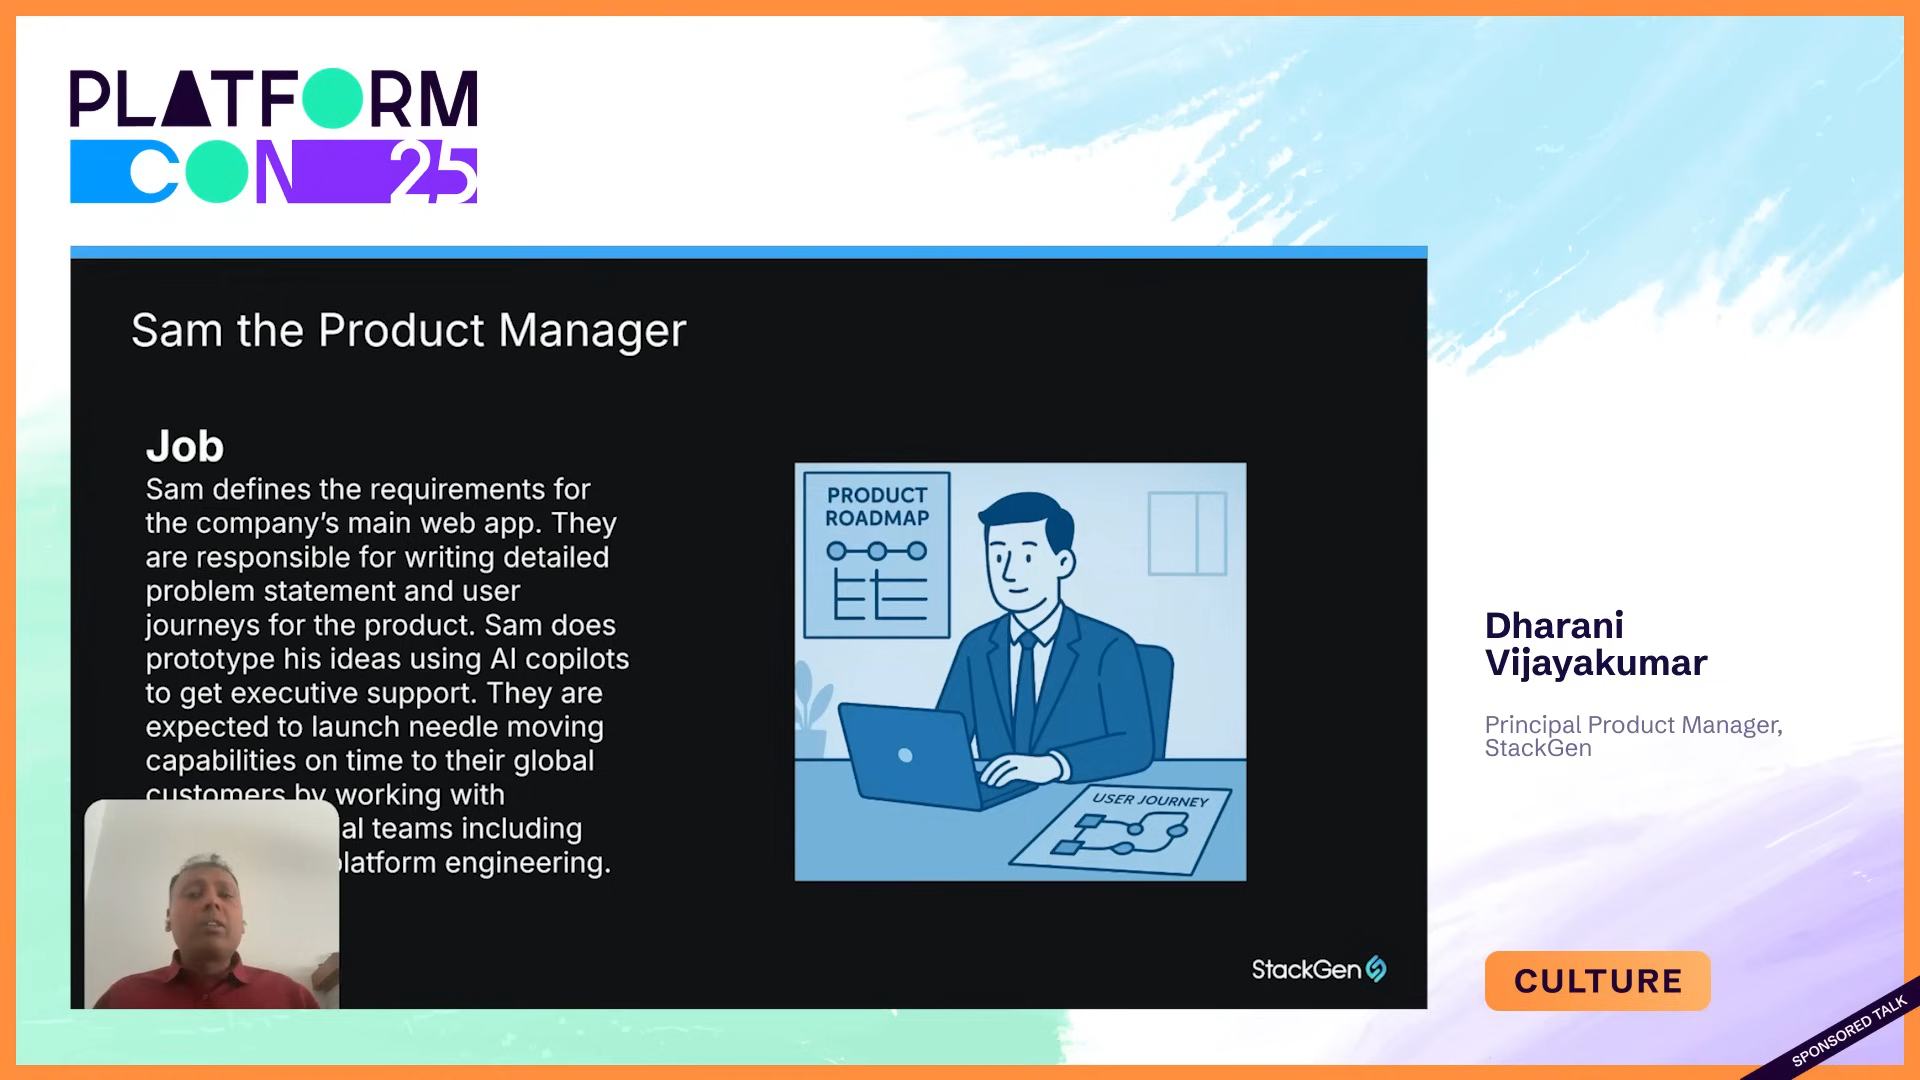 PLATFORM
CON 25
Sam the Product Manager
Job
Sam defines the requirements for
the company's main web app. They
are responsible for writing detailed
problem statement and user
journeys for the product. Sam does
prototype his ideas using AI copilots
to get executive support. They are
expected to launch needle moving
capabilities on time to their global
customers by working with
al teams including
platform engineering.
PRODUCT
ROADMAP
USER JOURNEY
StackGen
Dharani
Vijayakumar
Principal Product Manager,
StackGen
CULTURE
SPONSORED TALK